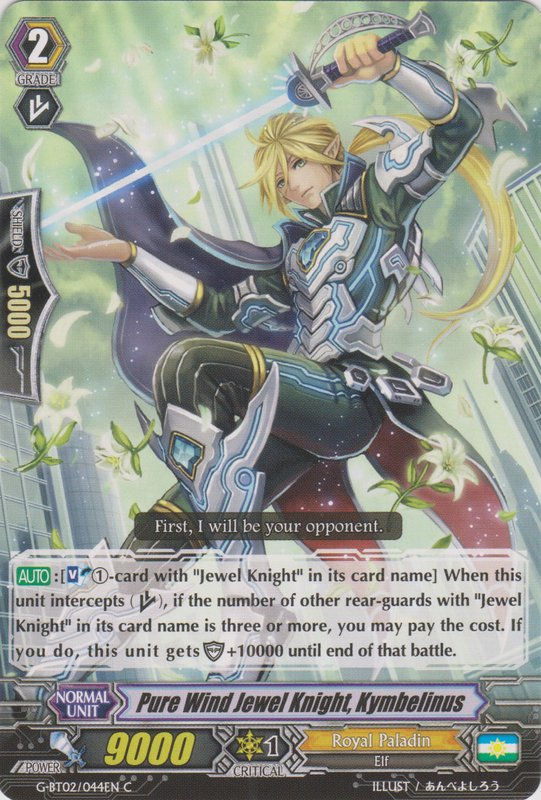 2
GRADE
SHIELD
5000
First, I will be your opponent.
AUTO :[V ①-card with "Jewel Knight" in its card name] When this
unit intercepts ( ), if the number of other rear-guards with "Jewel
Knight" in its card name is three or more, you may pay the cost. If
you do, this unit gets +10000 until end of that battle.
NORMAL
UNIT
Pure Wind Jewel Knight, Kymbelinus
POWER
9000
1
CRITICAL
Royal Paladin
Elf
G-BT02/044EN C
ILLUST / あんべよしろう